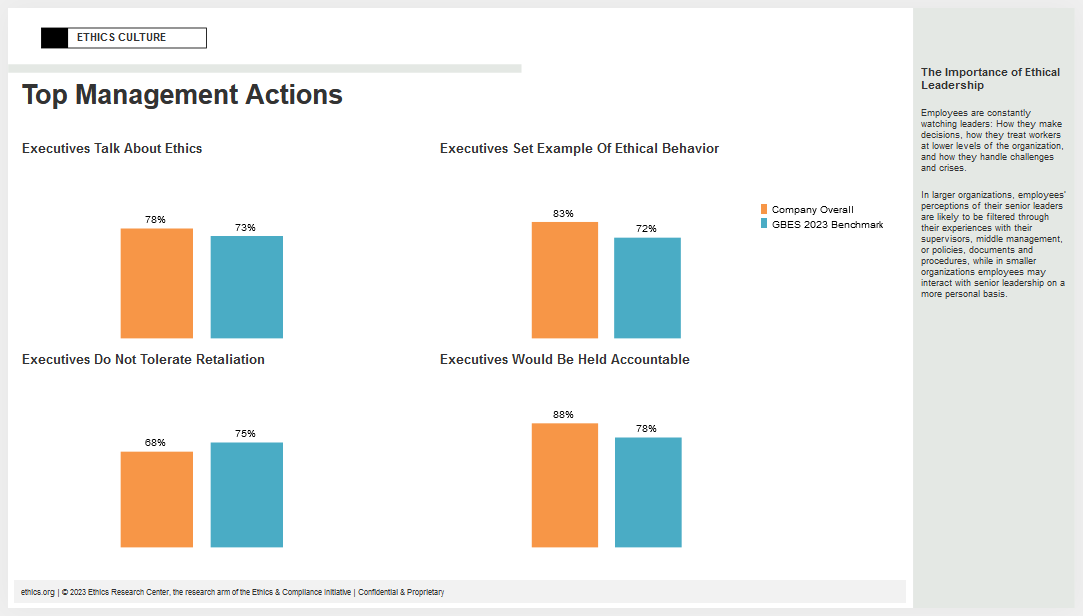 ETHICS CULTURE
Top Management Actions
Executives Talk About Ethics
78%
73%
Executives Set Example Of Ethical Behavior
83%
72%
Company Overall
GBES 2023 Benchmark
Executives Do Not Tolerate Retaliation
68%
75%
Executives Would Be Held Accountable
88%
78%
The Importance of Ethical
Leadership
Employees are constantly
watching leaders: How they make
decisions, how they treat workers
at lower levels of the organization,
and how they handle challenges
and crises.
In larger organizations, employees'
perceptions of their senior leaders
are likely to be filtered through
their experiences with their
supervisors, middle management,
or policies, documents and
procedures, while in smaller
organizations employees may
interact with senior leadership on a
more personal basis.
ethics.org | © 2023 Ethics Research Center, the research arm of the Ethics & Compliance Initiative | Confidential & Proprietary